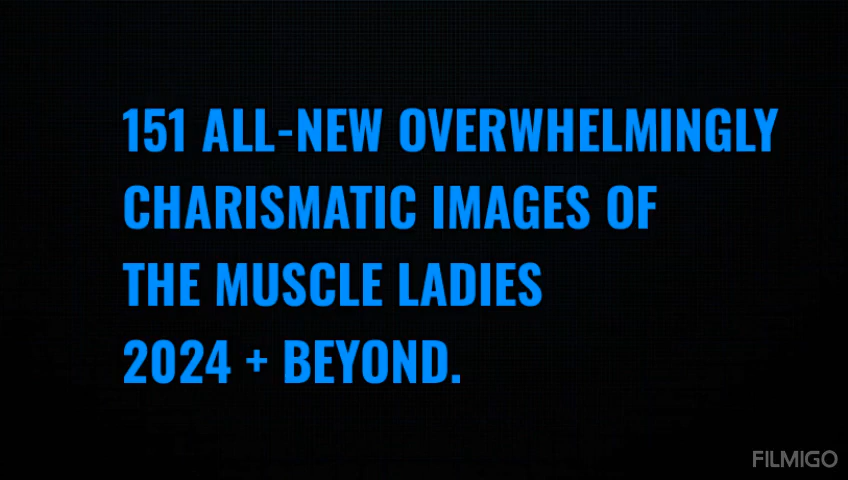 151 ALL-NEW OVERWHELMINGLY
CHARISMATIC IMAGES OF
THE MUSCLE LADIES
2024 + BEYOND.
FILMIGO